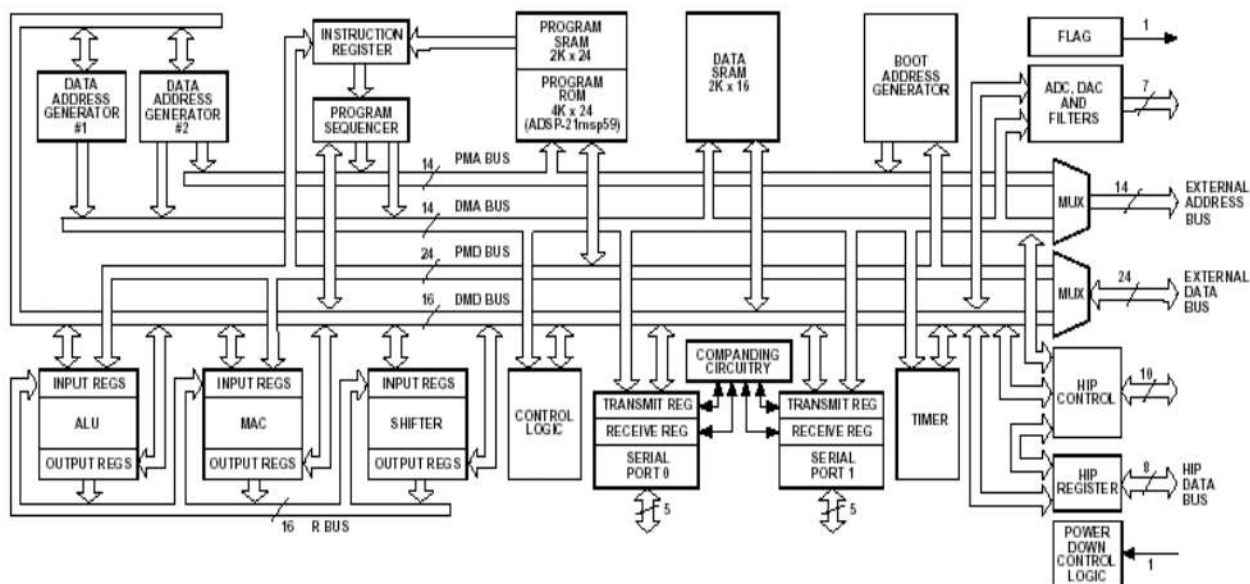 INSTRUCTION
REGISTER
PROGRAM
SRAM
2K x 24
PROGRAM
ROM
4K x 24
(ADSP-21msp59)
DATA
SRAM
2K x 16
BOOT
ADDRESS
GENERATOR
FLAG
1
DATA
ADDRESS
GENERATOR
#1
DATA
ADDRESS
GENERATOR
#2
PROGRAM
SEQUENCER
ADC, DAC
AND
FILTERS
7
14 PMA BUS
MUX
14
EXTERNAL
ADDRESS
BUS
14 DMA BUS
24 PMD BUS
MUX
24
EXTERNAL
DATA
BUS
16 DMD BUS
INPUT REGS
ALU
OUTPUT REGS
INPUT REGS
MAC
OUTPUT REGS
INPUT REGS
SHIFTER
OUTPUT REGS
16 R BUS
CONTROL
LOGIC
COMPANDING
CIRCUITRY
TRANSMIT REG
RECEIVE REG
SERIAL
PORT 0
5
TRANSMIT REG
RECEIVE REG
SERIAL
PORT 1
5
TIMER
HIP
CONTROL
10
HIP
REGISTER
8
HIP
DATA
BUS
POWER
DOWN
CONTROL
LOGIC
1